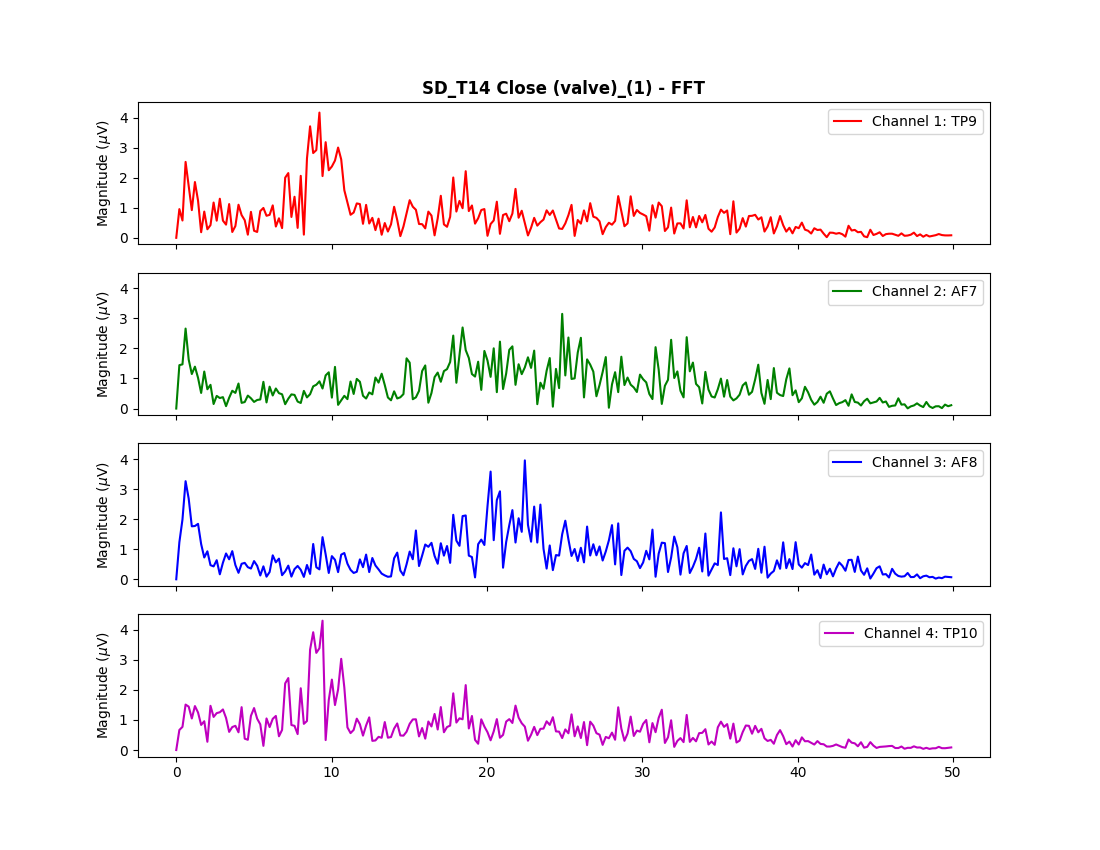 SD_T14 Close (valve)_(1) - FFT
Magnitude (μV)
4
3
2
1
0
Channel 1: TP9
Magnitude (μV)
4
3
2
1
0
Channel 2: AF7
Magnitude (μV)
4
3
2
1
0
Channel 3: AF8
Magnitude (μV)
4
3
2
1
0
Channel 4: TP10
0 10 20 30 40 50